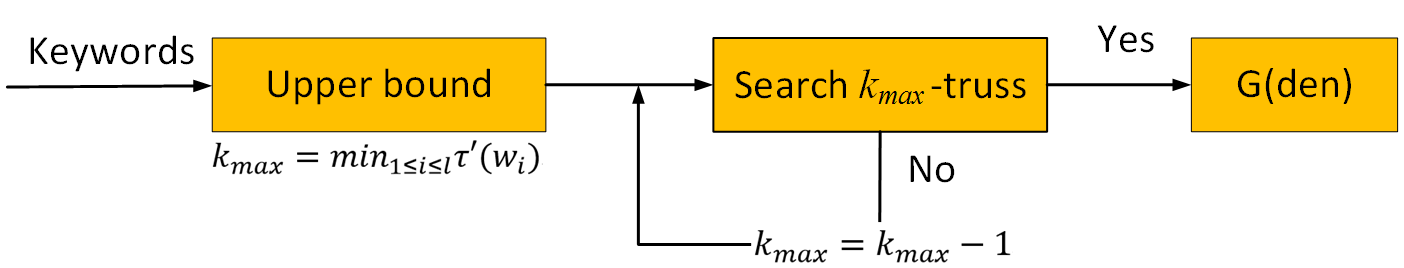 Keywords
Upper bound
k_max = min_{1≤i≤l} τ′(w_i)
Search k_max-truss
Yes
No
k_max = k_max − 1
G(den)